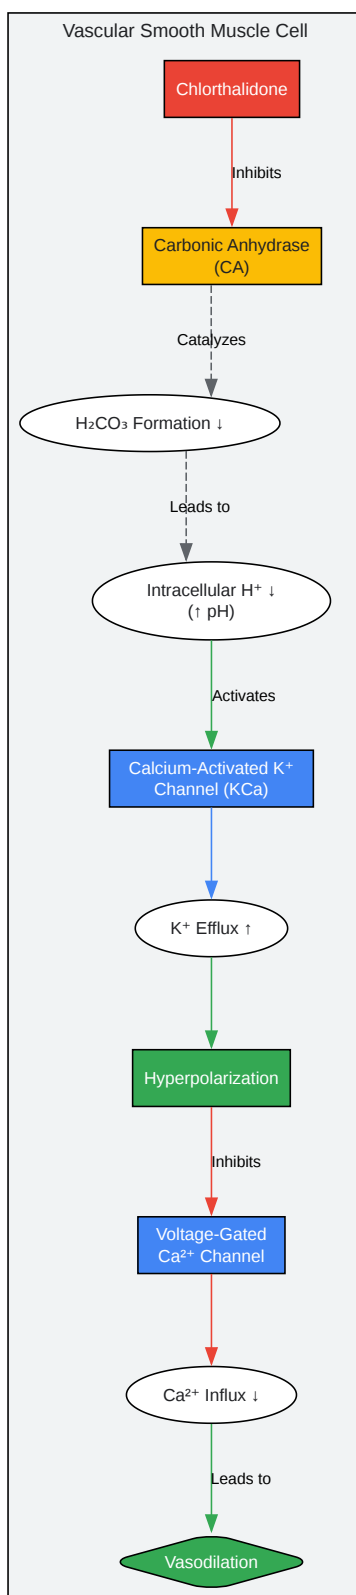 Vascular Smooth Muscle Cell
Chlorthalidone
Inhibits
Carbonic Anhydrase
(CA)
Catalyzes
H₂CO₃ Formation ↓
Leads to
Intracellular H⁺ ↓
(↑ pH)
Activates
Calcium-Activated K⁺
Channel (KCa)
K⁺ Efflux ↑
Hyperpolarization
Inhibits
Voltage-Gated
Ca²⁺ Channel
Ca²⁺ Influx ↓
Leads to
Vasodilation